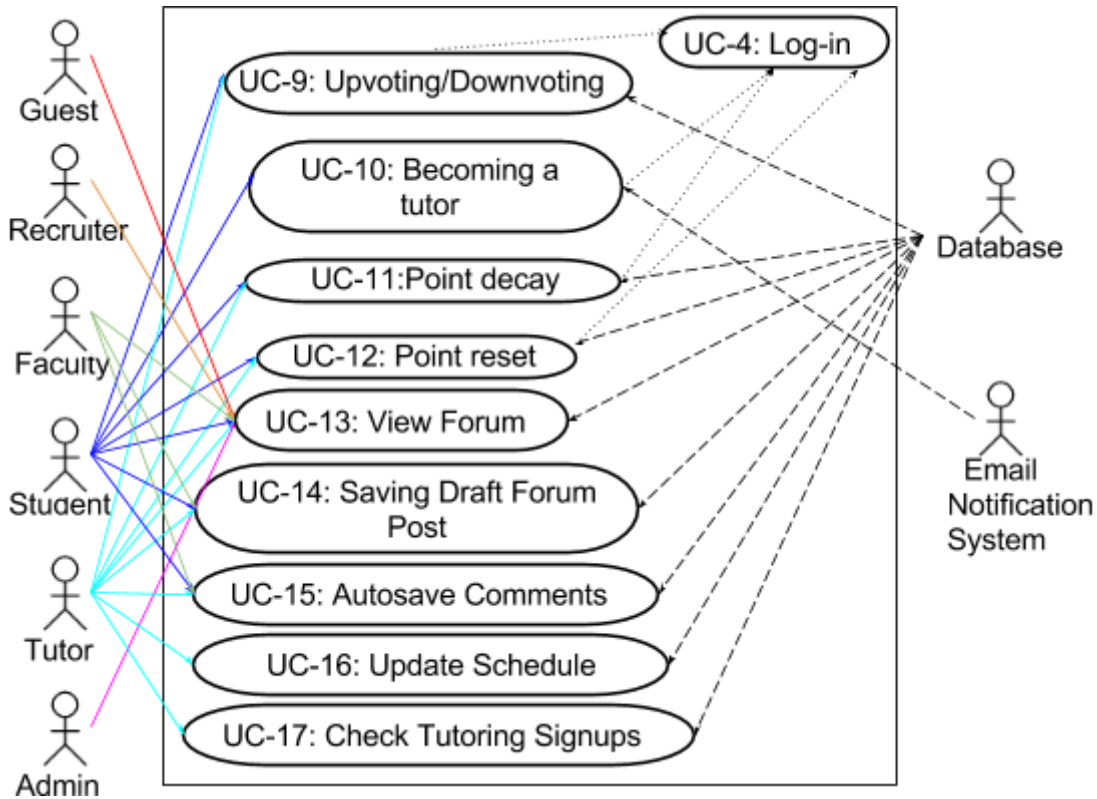 Guest
Recruiter
Faculty
Student
Tutor
Admin
UC-4: Log-in
UC-9: Upvoting/Downvoting
UC-10: Becoming a
tutor
UC-11:Point decay
UC-12: Point reset
UC-13: View Forum
UC-14: Saving Draft Forum
Post
UC-15: Autosave Comments
UC-16: Update Schedule
UC-17: Check Tutoring Signups
Database
Email
Notification
System